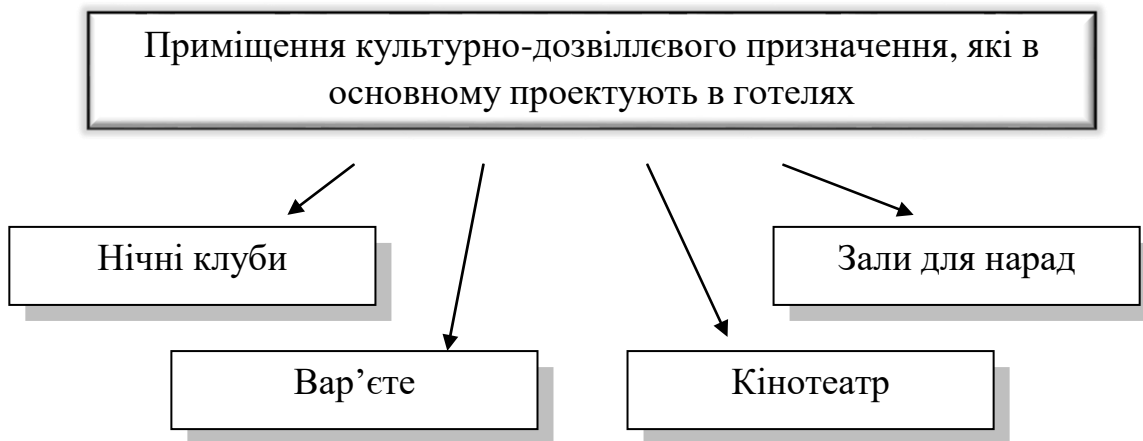 Приміщення культурно-дозвіллєвого призначення, які в
основному проектують в готелях
Нічні клуби
Зали для нарад
Вар’єте
Кінотеатр